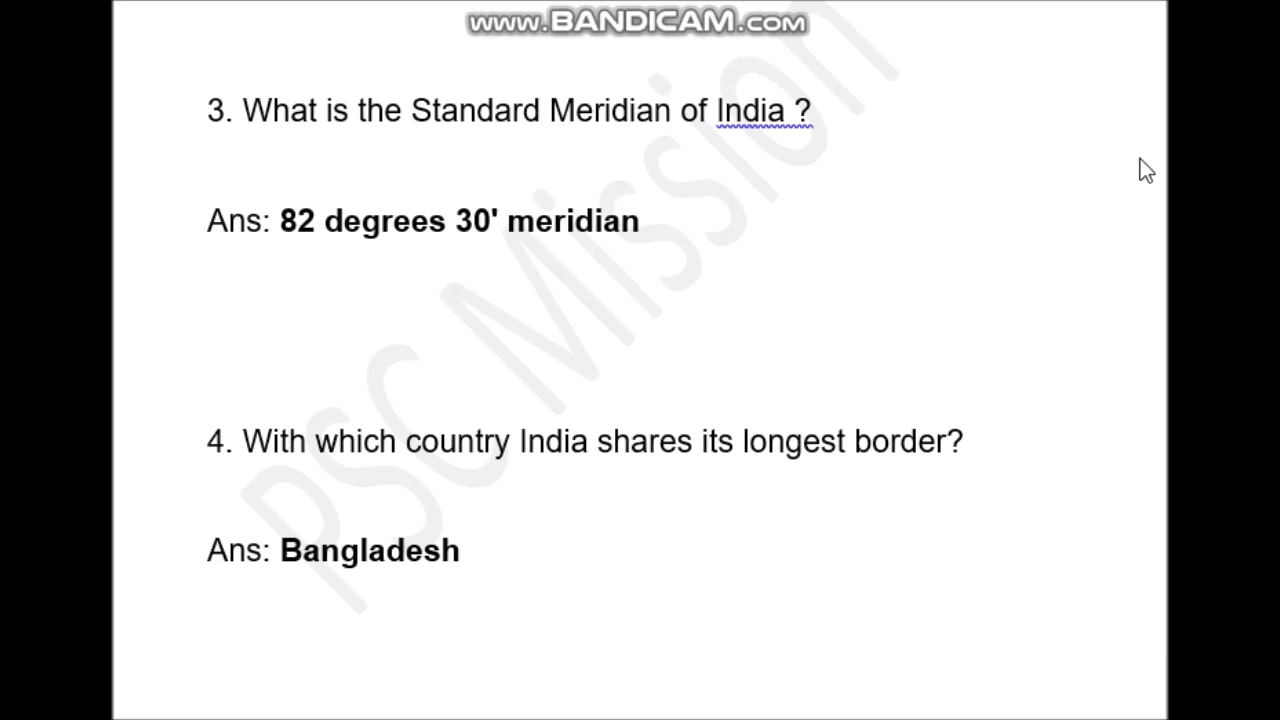 www.BANDICAM.com
3. What is the Standard Meridian of India ?
Ans: 82 degrees 30' meridian
PSC Mission
4. With which country India shares its longest border?
Ans: Bangladesh